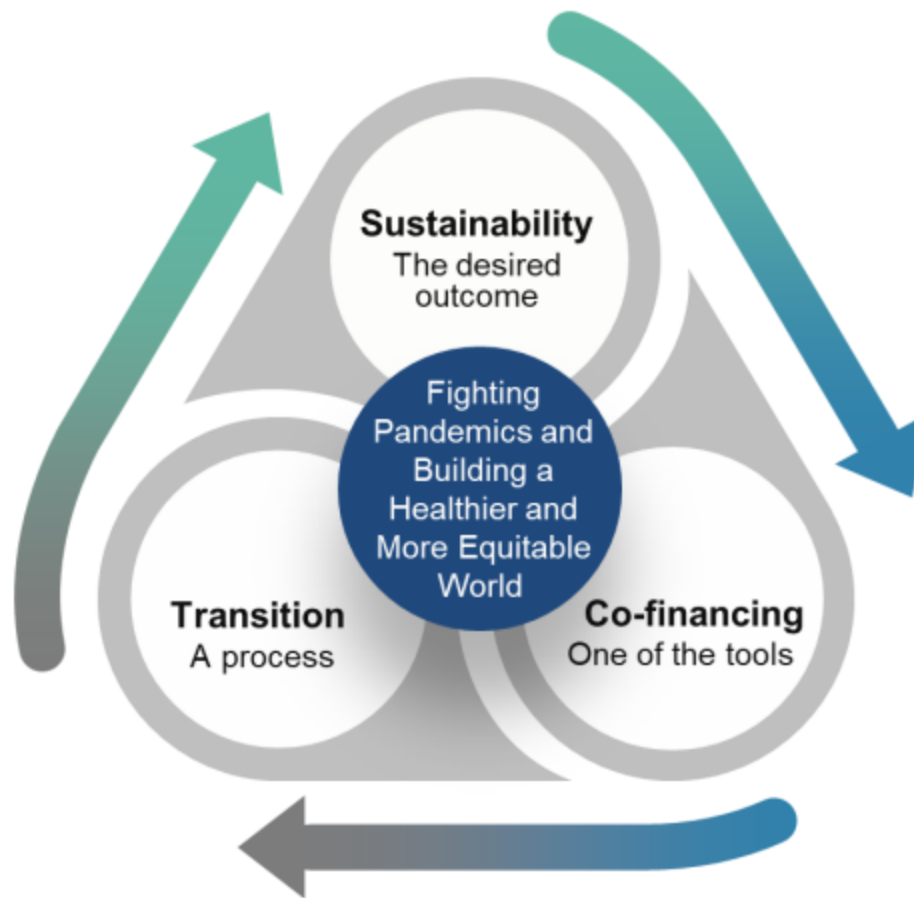 Sustainability
The desired
outcome
Fighting
Pandemics and
Building a
Healthier and
More Equitable
World
Transition
A process
Co-financing
One of the tools